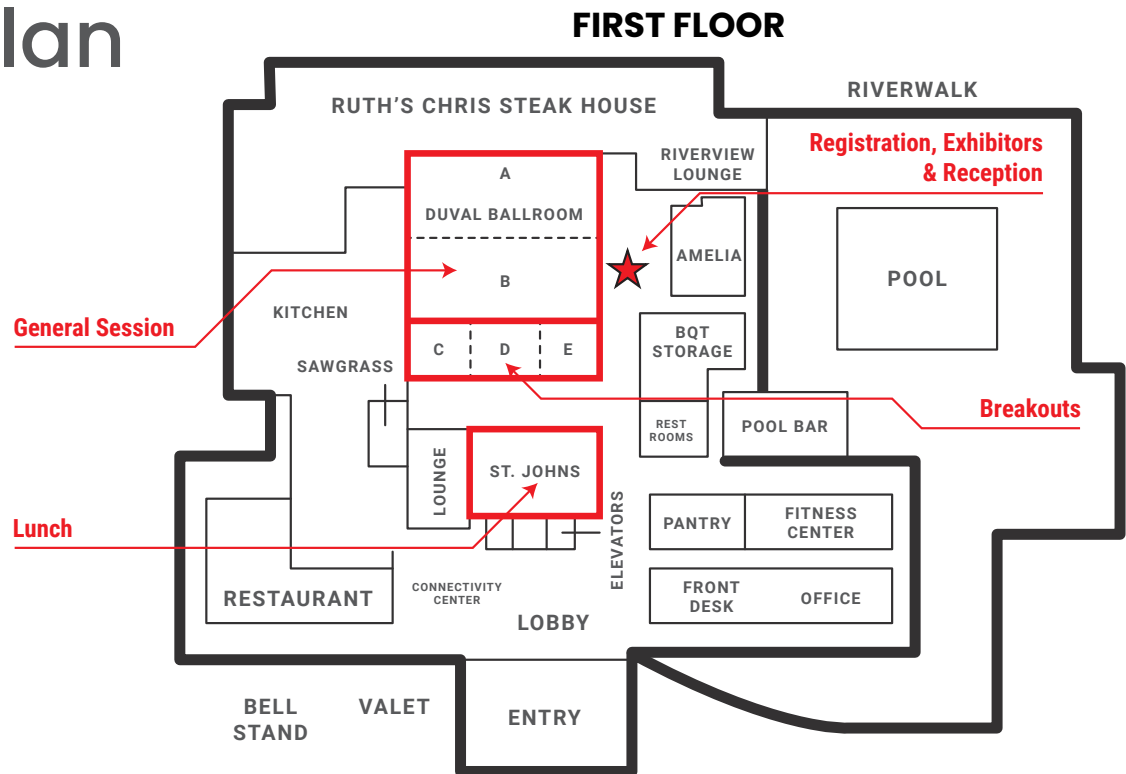 lan
FIRST FLOOR
RIVERWALK
RUTH'S CHRIS STEAK HOUSE
Registration, Exhibitors
& Reception
RIVERVIEW
LOUNGE
A
DUVAL BALLROOM
AMELIA
B
POOL
KITCHEN
General Session
BQT
STORAGE
C
D
E
SAWGRASS
Breakouts
REST
ROOMS
POOL BAR
LOUNGE
ST. JOHNS
ELEVATORS
PANTRY
FITNESS
CENTER
Lunch
CONNECTIVITY
CENTER
RESTAURANT
FRONT
DESK
OFFICE
LOBBY
BELL
STAND
VALET
ENTRY